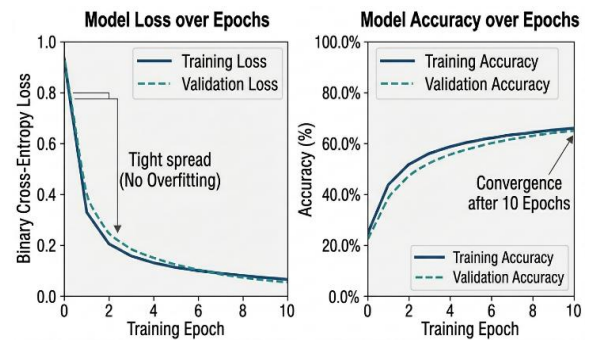 Model Loss over Epochs
1.0
0.8
0.6
0.4
0.2
0.0
Binary Cross-Entropy Loss
Training Loss
Validation Loss
Tight spread
(No Overfitting)
0 2 4 6 8 10
Training Epoch
Model Accuracy over Epochs
100.0%
80.0%
60.0%
40.0%
20.0%
0.0%
Accuracy (%)
Training Accuracy
Validation Accuracy
Convergence
after 10 Epochs
Training Accuracy
Validation Accuracy
0 2 4 6 8 10
Training Epoch